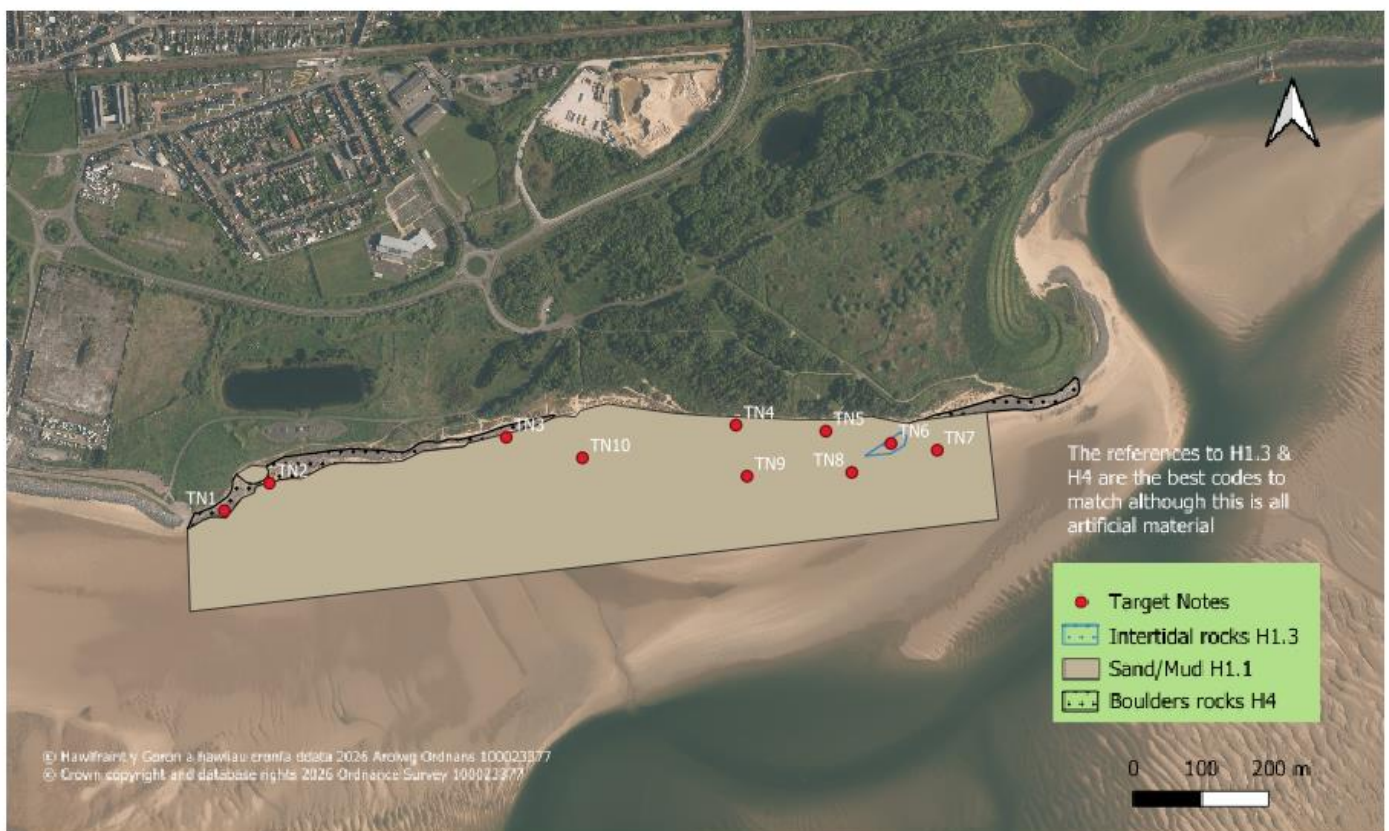 TN1
TN2
TN3
TN4
TN5
TN6
TN7
TN8
TN9
TN10
The references to H1.3 &
H4 are the best codes to
match although this is all
artificial material
Target Notes
Intertidal rocks H1.3
Sand/Mud H1.1
Boulders rocks H4
© Hawlfraint y Goron a hawliau cronfa ddata 2026 Arolwg Ordnans 100023377
© Crown copyright and database rights 2026 Ordnance Survey 100023377
0 100 200 m